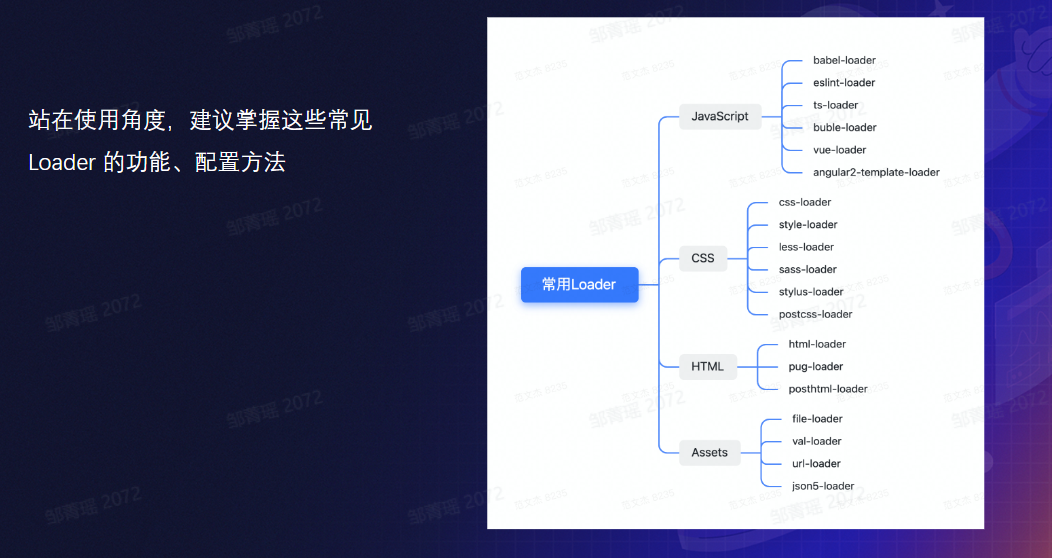 站在使用角度，建议掌握这些常见
Loader 的功能、配置方法
常用Loader
JavaScript
babel-loader
eslint-loader
ts-loader
buble-loader
vue-loader
angular2-template-loader
CSS
css-loader
style-loader
less-loader
sass-loader
stylus-loader
postcss-loader
HTML
html-loader
pug-loader
posthtml-loader
Assets
file-loader
val-loader
url-loader
json5-loader
邹菁瑶 2072
范文杰 6235